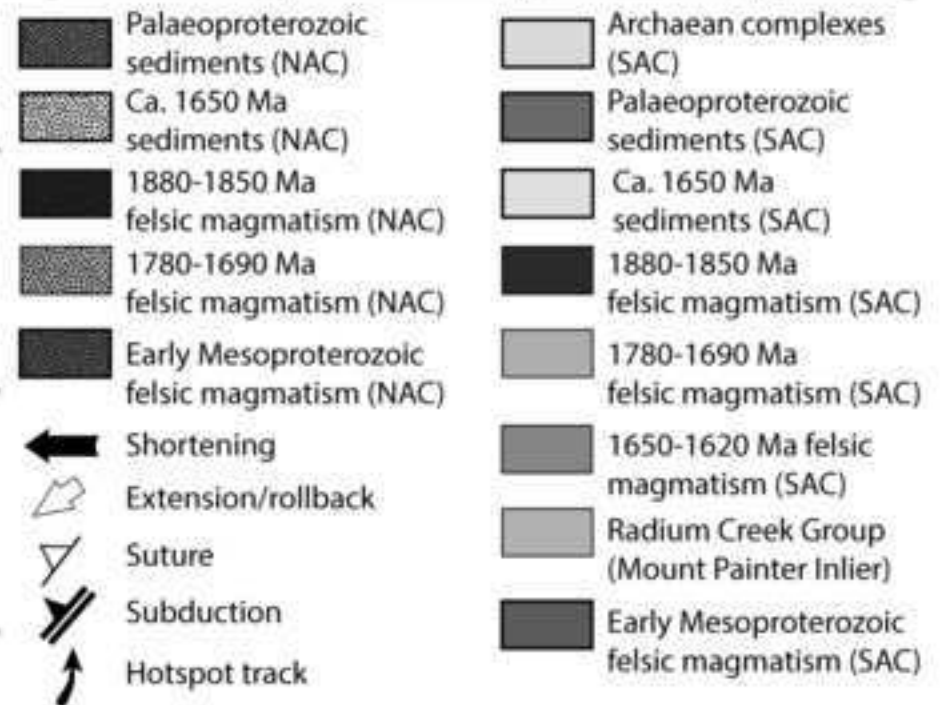 Palaeoproterozoic
sediments (NAC)
Ca. 1650 Ma
sediments (NAC)
1880-1850 Ma
felsic magmatism (NAC)
1780-1690 Ma
felsic magmatism (NAC)
Early Mesoproterozoic
felsic magmatism (NAC)
Shortening
Extension/rollback
Suture
Subduction
Hotspot track
Archaean complexes
(SAC)
Palaeoproterozoic
sediments (SAC)
Ca. 1650 Ma
sediments (SAC)
1880-1850 Ma
felsic magmatism (SAC)
1780-1690 Ma
felsic magmatism (SAC)
1650-1620 Ma felsic
magmatism (SAC)
Radium Creek Group
(Mount Painter Inlier)
Early Mesoproterozoic
felsic magmatism (SAC)